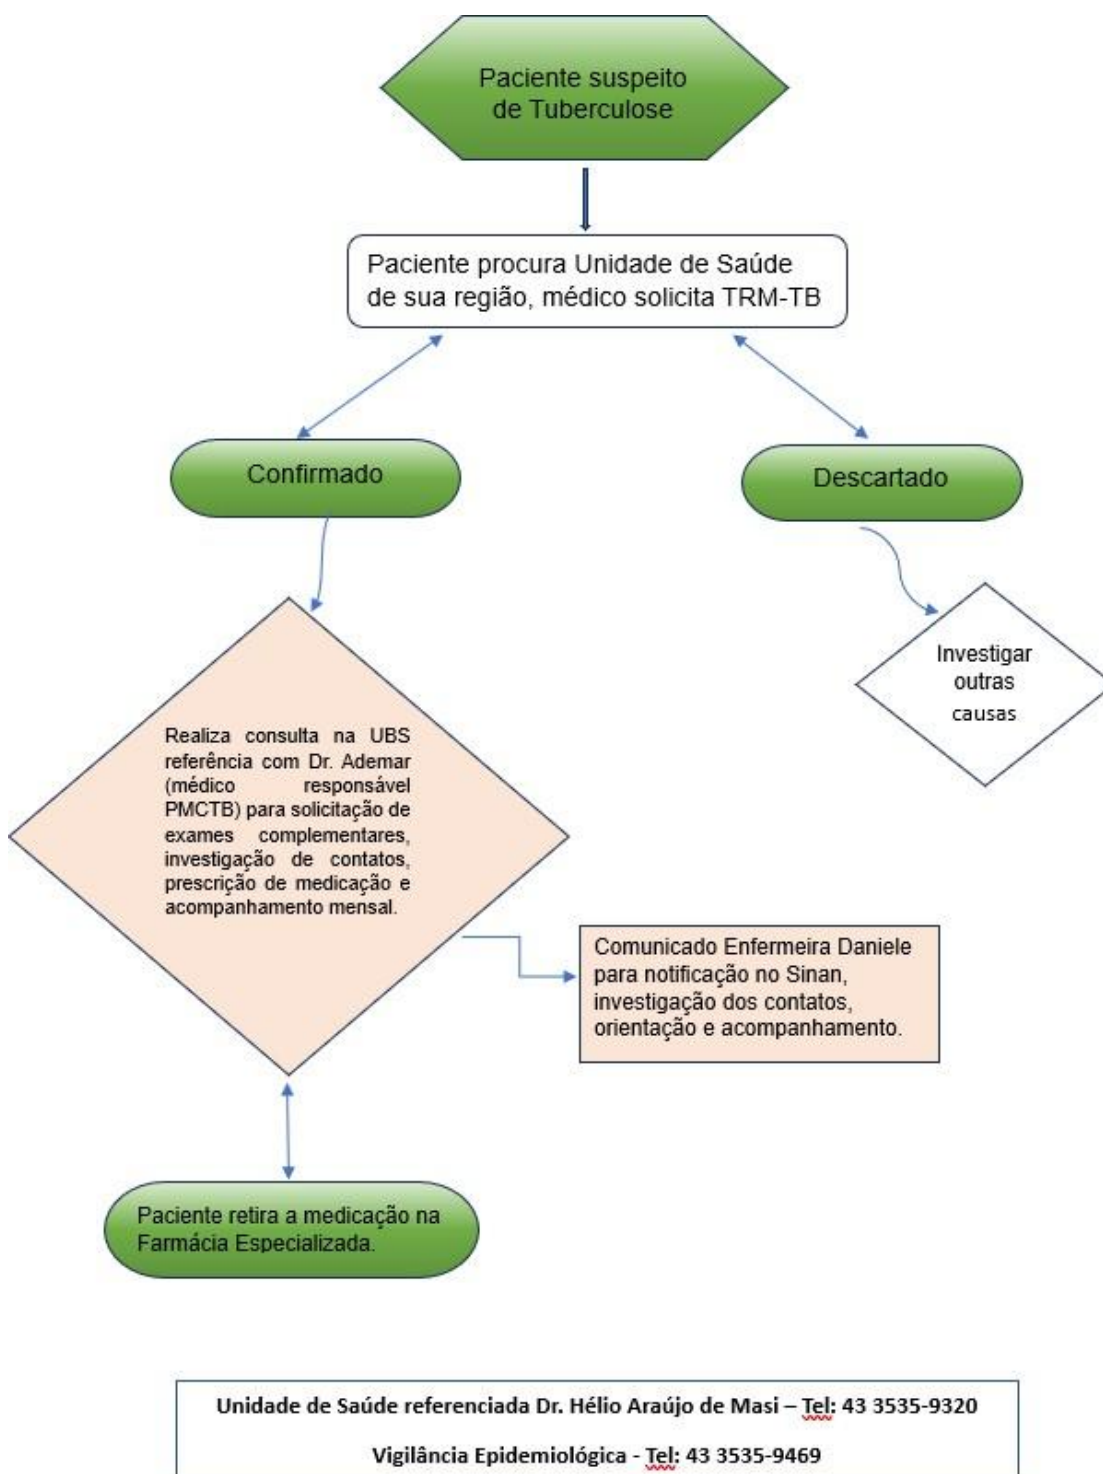 Paciente suspeito
de Tuberculose
Paciente procura Unidade de Saúde
de sua região, médico solicita TRM-TB
Confirmado
Descartado
Investigar
outras
causas
Realiza consulta na UBS
referência com Dr. Ademar
(médico responsável
PMCTB) para solicitação de
exames complementares,
investigação de contatos,
prescrição de medicação e
acompanhamento mensal.
Comunicado Enfermeira Daniele
para notificação no Sinan,
investigação dos contatos,
orientação e acompanhamento.
Paciente retira a medicação na
Farmácia Especializada.
Unidade de Saúde referenciada Dr. Hélio Araújo de Masi – Tel: 43 3535-9320
Vigilância Epidemiológica - Tel: 43 3535-9469